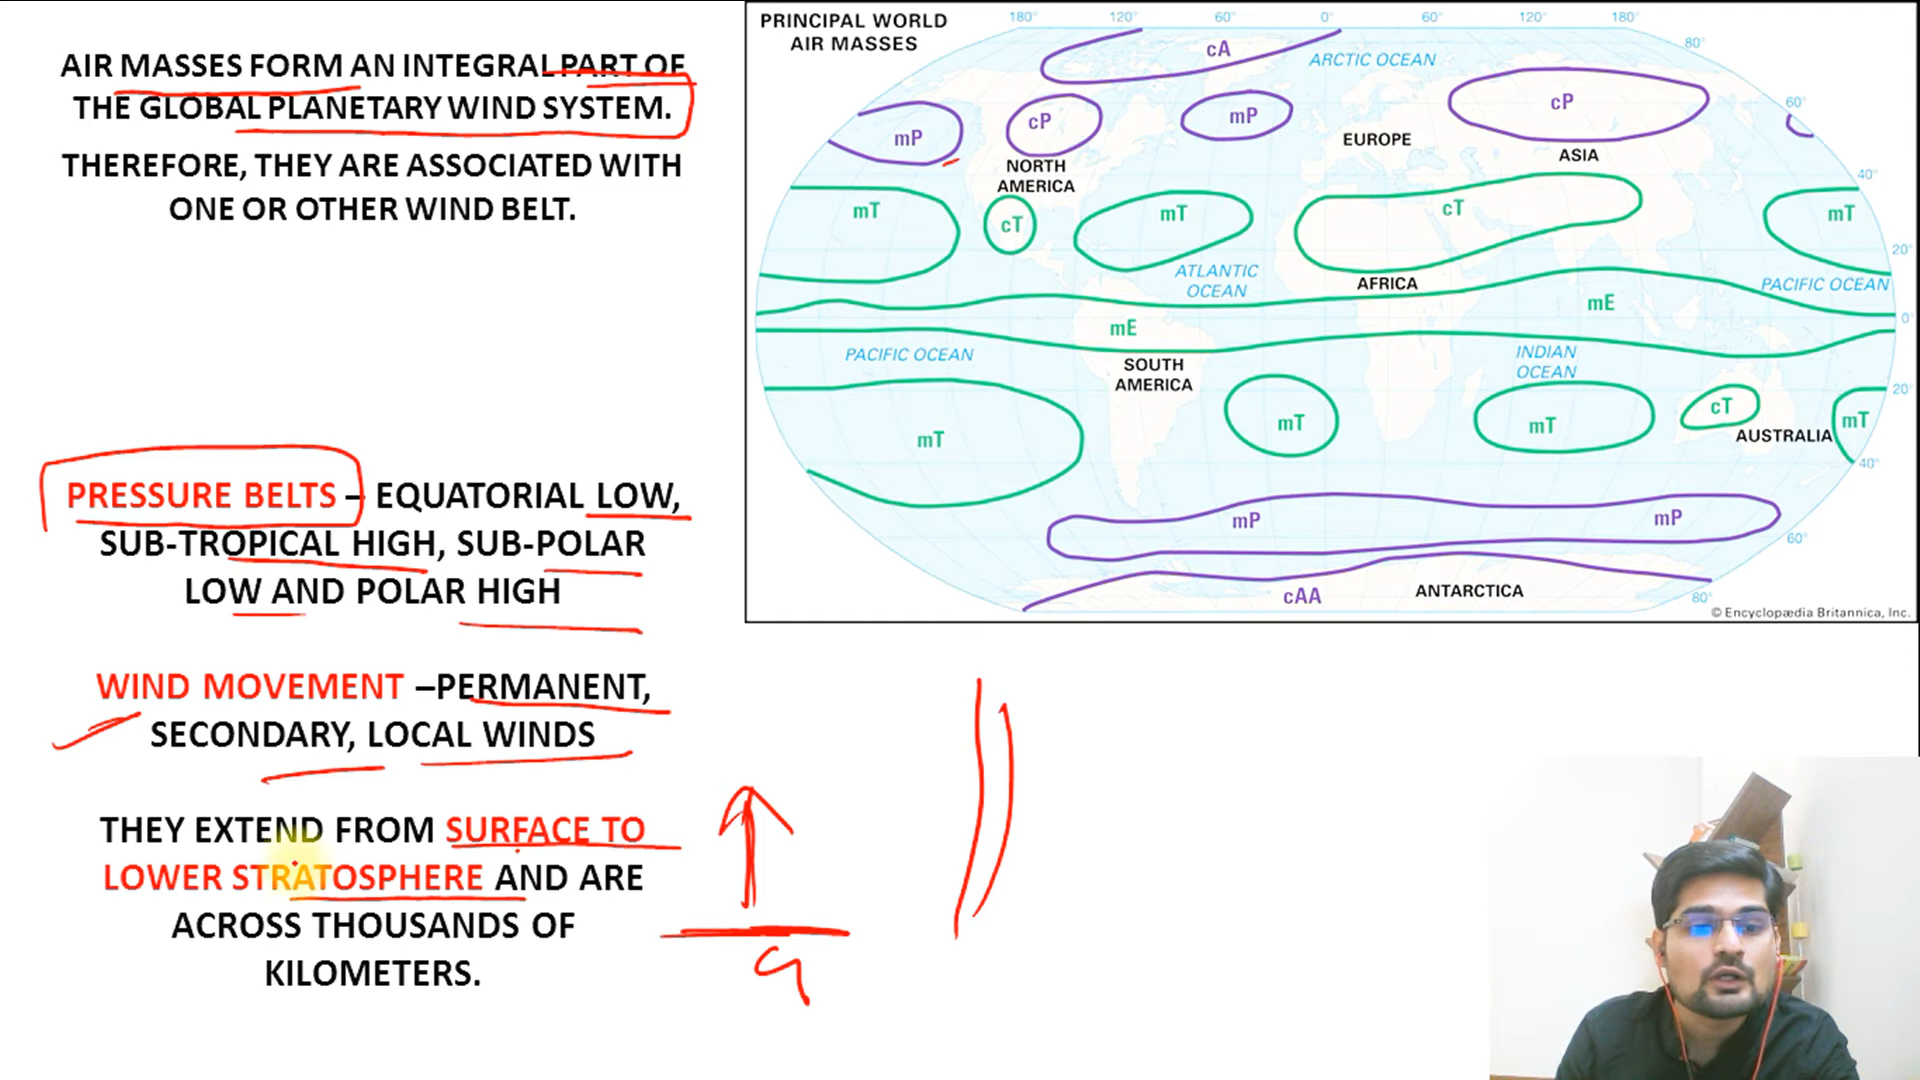 AIR MASSES FORM AN INTEGRAL PART OF
THE GLOBAL PLANETARY WIND SYSTEM.
THEREFORE, THEY ARE ASSOCIATED WITH
ONE OR OTHER WIND BELT.
PRESSURE BELTS – EQUATORIAL LOW,
SUB-TROPICAL HIGH, SUB-POLAR
LOW AND POLAR HIGH
WIND MOVEMENT –PERMANENT,
SECONDARY, LOCAL WINDS
THEY EXTEND FROM SURFACE TO
LOWER STRATOSPHERE AND ARE
ACROSS THOUSANDS OF
KILOMETERS.
PRINCIPAL WORLD
AIR MASSES
180° 120° 60° 0° 60° 120° 180°
80°
cA
ARCTIC OCEAN
cP
60°
mP
cP
mP
EUROPE
ASIA
NORTH
AMERICA
40°
mT
cT
mT
cT
mT
20°
ATLANTIC
OCEAN
AFRICA
PACIFIC OCEAN
mE
0°
mE
PACIFIC OCEAN
SOUTH
AMERICA
INDIAN
OCEAN
20°
mT
mT
mT
cT
mT
AUSTRALIA
40°
mP
mP
60°
cAA
ANTARCTICA
80°
© Encyclopædia Britannica, Inc.